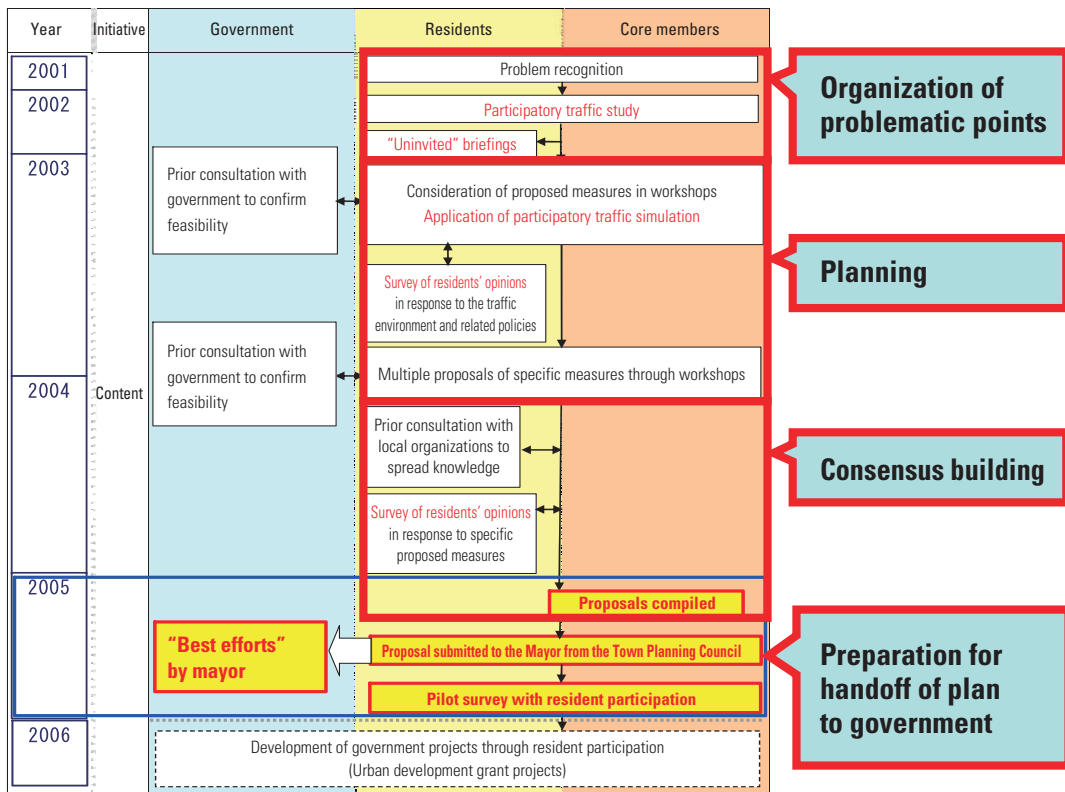 Year
Initiative
Government
Residents
Core members
2001
Problem recognition
Organization of
problematic points
2002
Participatory traffic study
"Uninvited" briefings
2003
Prior consultation with
government to confirm
feasibility
Consideration of proposed measures in workshops
Application of participatory traffic simulation
Planning
Survey of residents' opinions
in response to the traffic
environment and related policies
Prior consultation with
government to confirm
feasibility
Multiple proposals of specific measures through workshops
2004
Content
Prior consultation with
local organizations to
spread knowledge
Consensus building
Survey of residents' opinions
in response to specific
proposed measures
2005
Proposals compiled
"Best efforts"
by mayor
Proposal submitted to the Mayor from the Town Planning Council
Pilot survey with resident participation
Preparation for
handoff of plan
to government
2006
Development of government projects through resident participation
(Urban development grant projects)